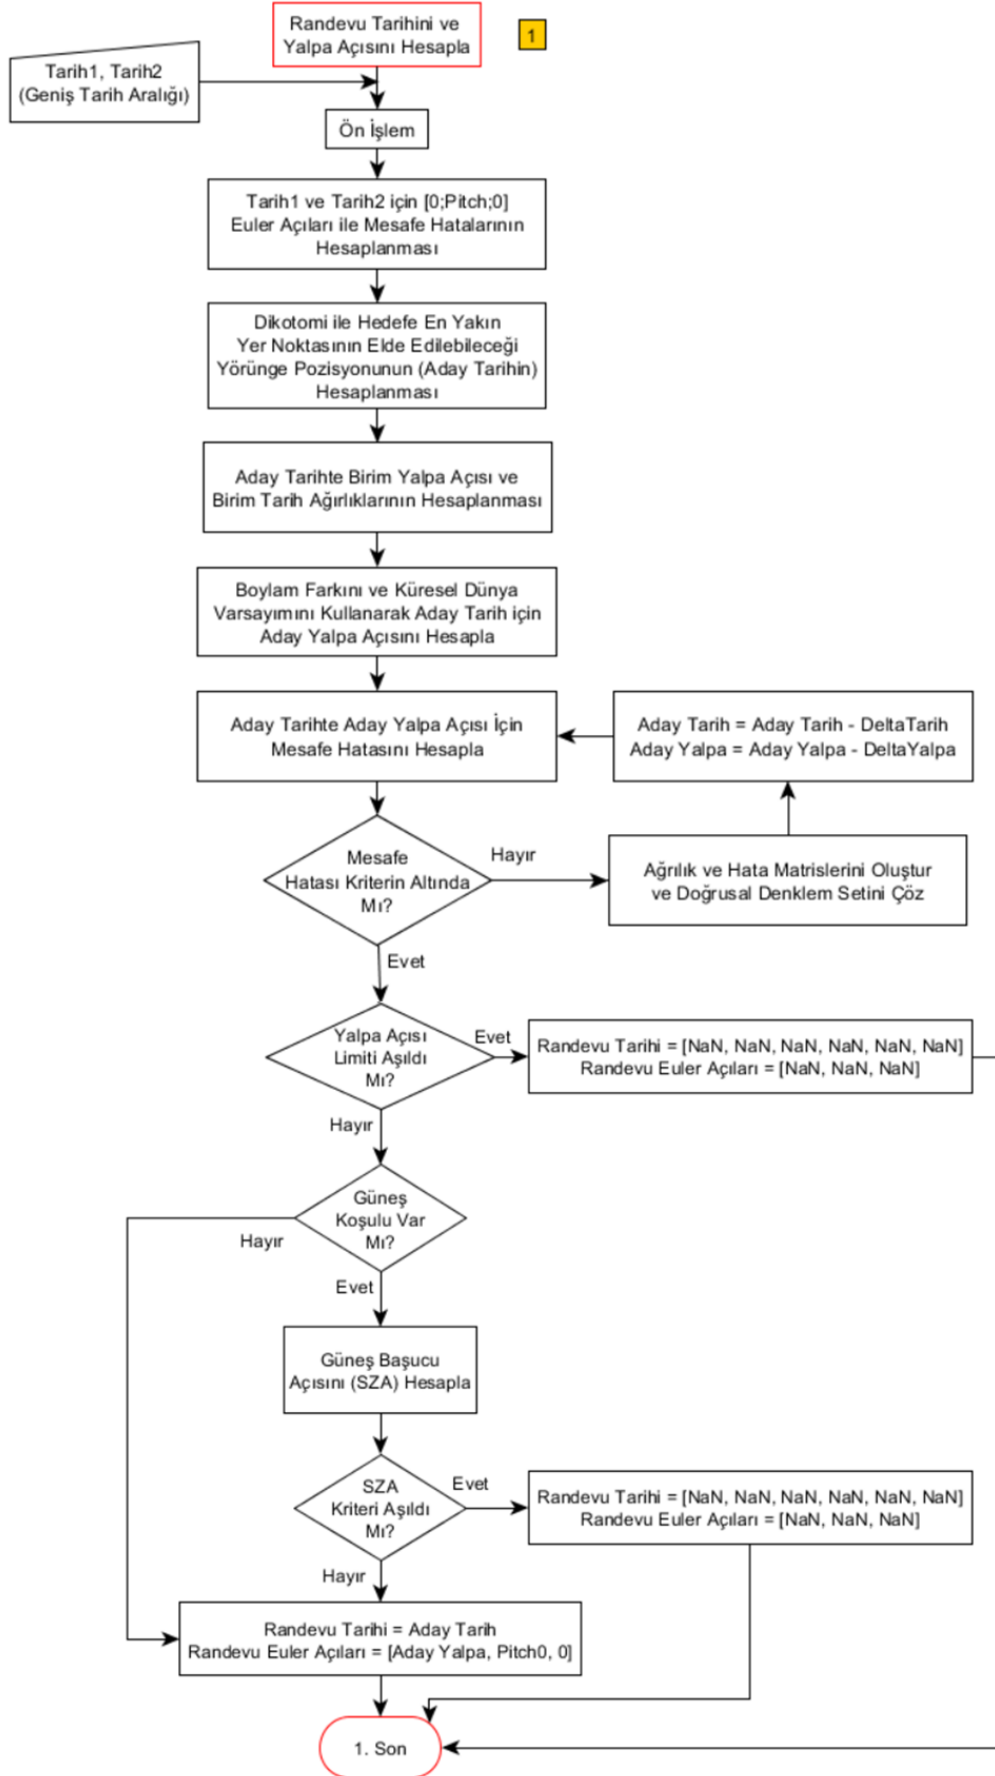 Randevu Tarihini ve
Yalpa Açısını Hesapla
1
Tarih1, Tarih2
(Geniş Tarih Aralığı)
Ön İşlem
Tarih1 ve Tarih2 için [0;Pitch;0]
Euler Açıları ile Mesafe Hatalarının
Hesaplanması
Dikotomi ile Hedefe En Yakın
Yer Noktasının Elde Edilebileceği
Yörünge Pozisyonunun (Aday Tarihin)
Hesaplanması
Aday Tarihte Birim Yalpa Açısı ve
Birim Tarih Ağırlıklarının Hesaplanması
Boylam Farkını ve Küresel Dünya
Varsayımını Kullanarak Aday Tarih için
Aday Yalpa Açısını Hesapla
Aday Tarihte Aday Yalpa Açısı İçin
Mesafe Hatasını Hesapla
Aday Tarih = Aday Tarih - DeltaTarih
Aday Yalpa = Aday Yalpa - DeltaYalpa
Mesafe
Hatası Kriterin Altında
Mı?
Hayır
Ağrılık ve Hata Matrislerini Oluştur
ve Doğrusal Denklem Setini Çöz
Evet
Yalpa Açısı
Limiti Aşıldı
Mı?
Evet
Randevu Tarihi = [NaN, NaN, NaN, NaN, NaN, NaN]
Randevu Euler Açıları = [NaN, NaN, NaN]
Hayır
Güneş
Koşulu Var
Mı?
Hayır
Evet
Güneş Başucu
Açısını (SZA) Hesapla
SZA
Kriteri Aşıldı
Mı?
Evet
Randevu Tarihi = [NaN, NaN, NaN, NaN, NaN, NaN]
Randevu Euler Açıları = [NaN, NaN, NaN]
Hayır
Randevu Tarihi = Aday Tarih
Randevu Euler Açıları = [Aday Yalpa, Pitch0, 0]
1. Son